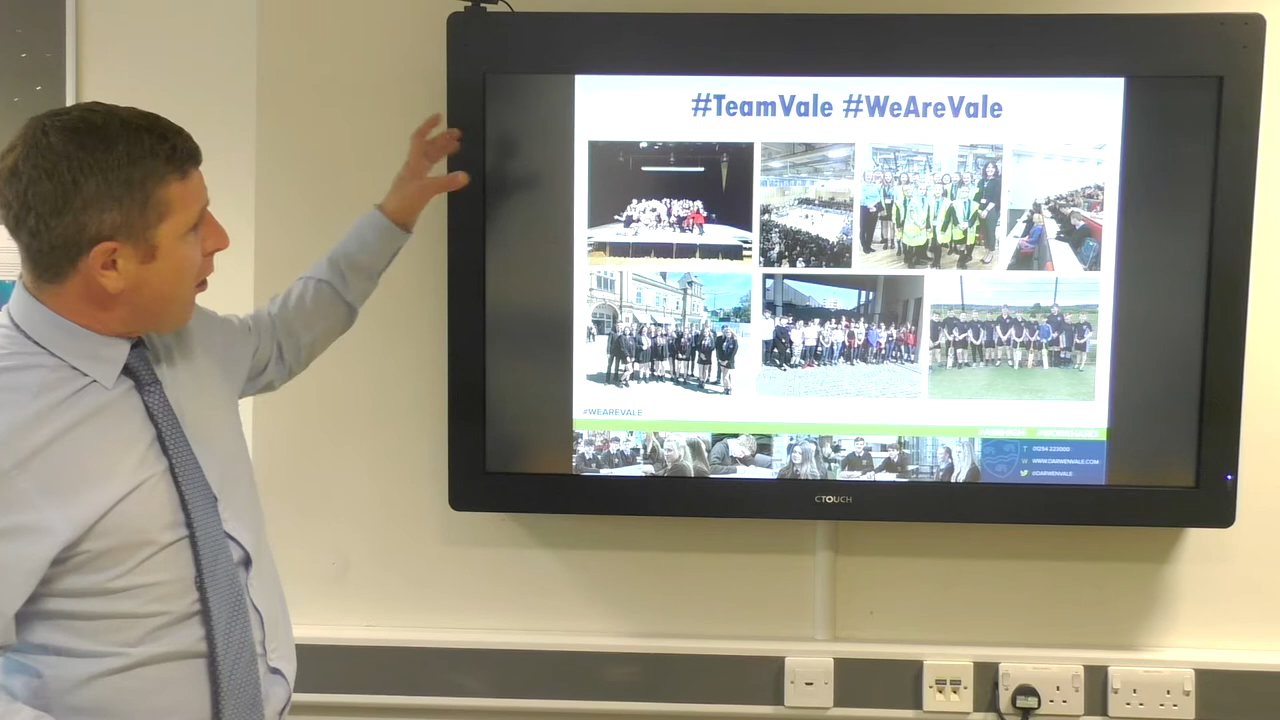 #TeamVale #WeAreVale
#WEAREVALE
T 01254 223000
W WWW.DARWENVALE.COM
@DARWENVALE
CTOUCH